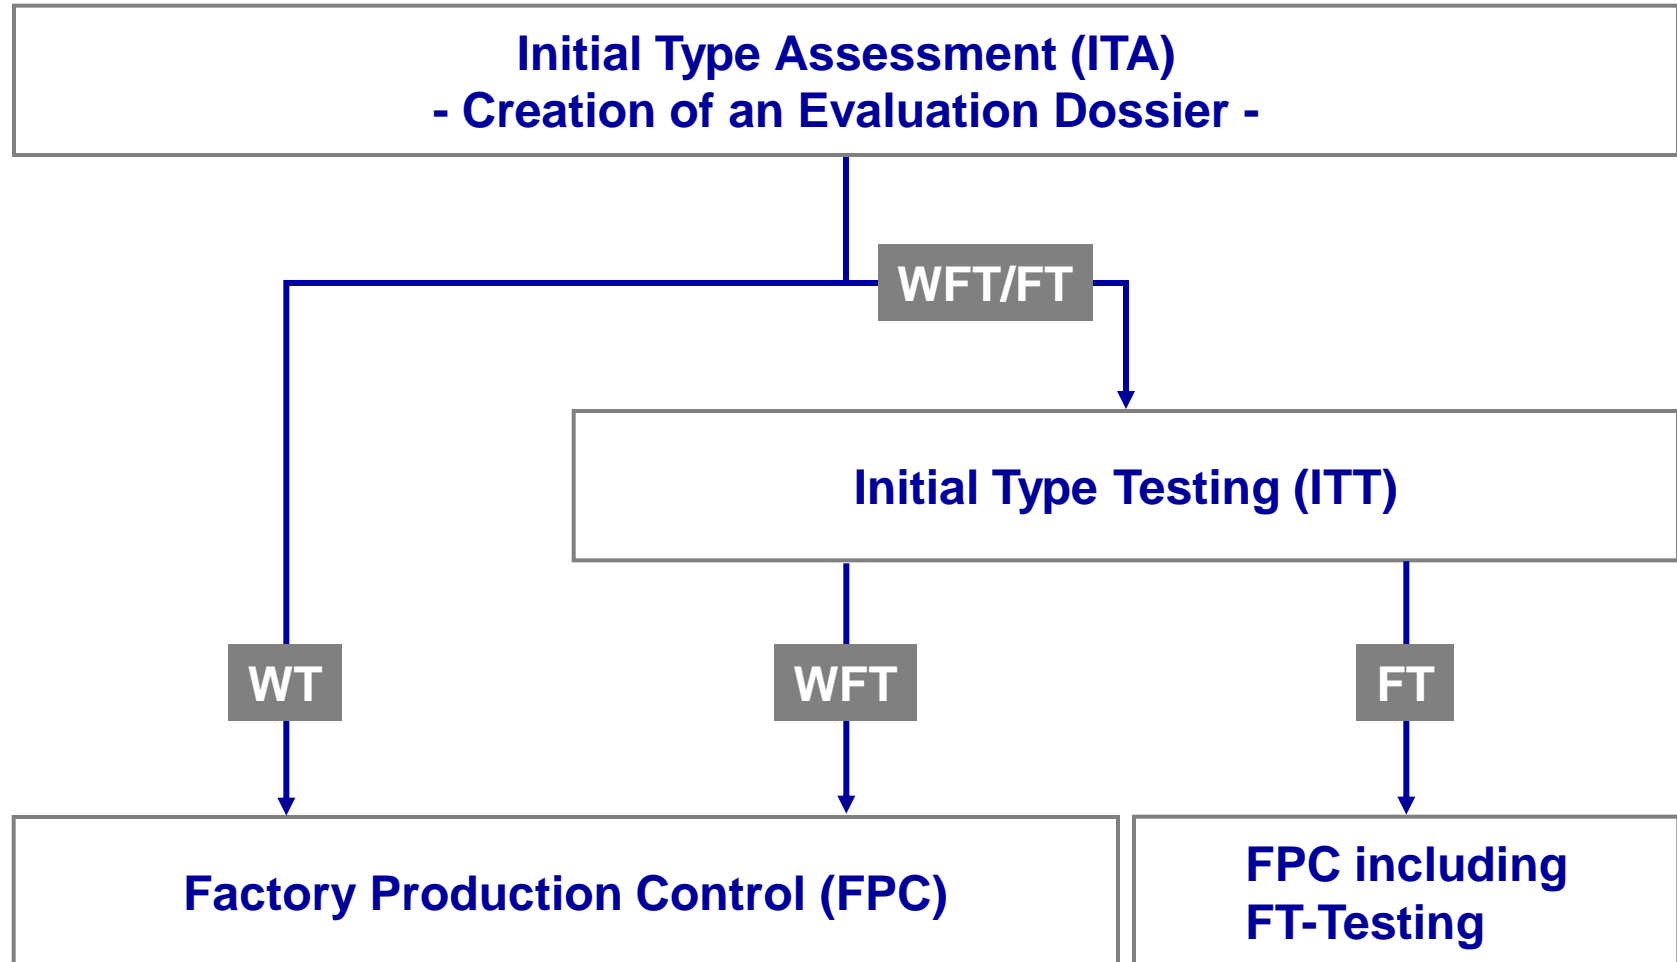 Initial Type Assessment (ITA)
- Creation of an Evaluation Dossier -
WFT/FT
Initial Type Testing (ITT)
WT
WFT
FT
Factory Production Control (FPC)
FPC including
FT-Testing